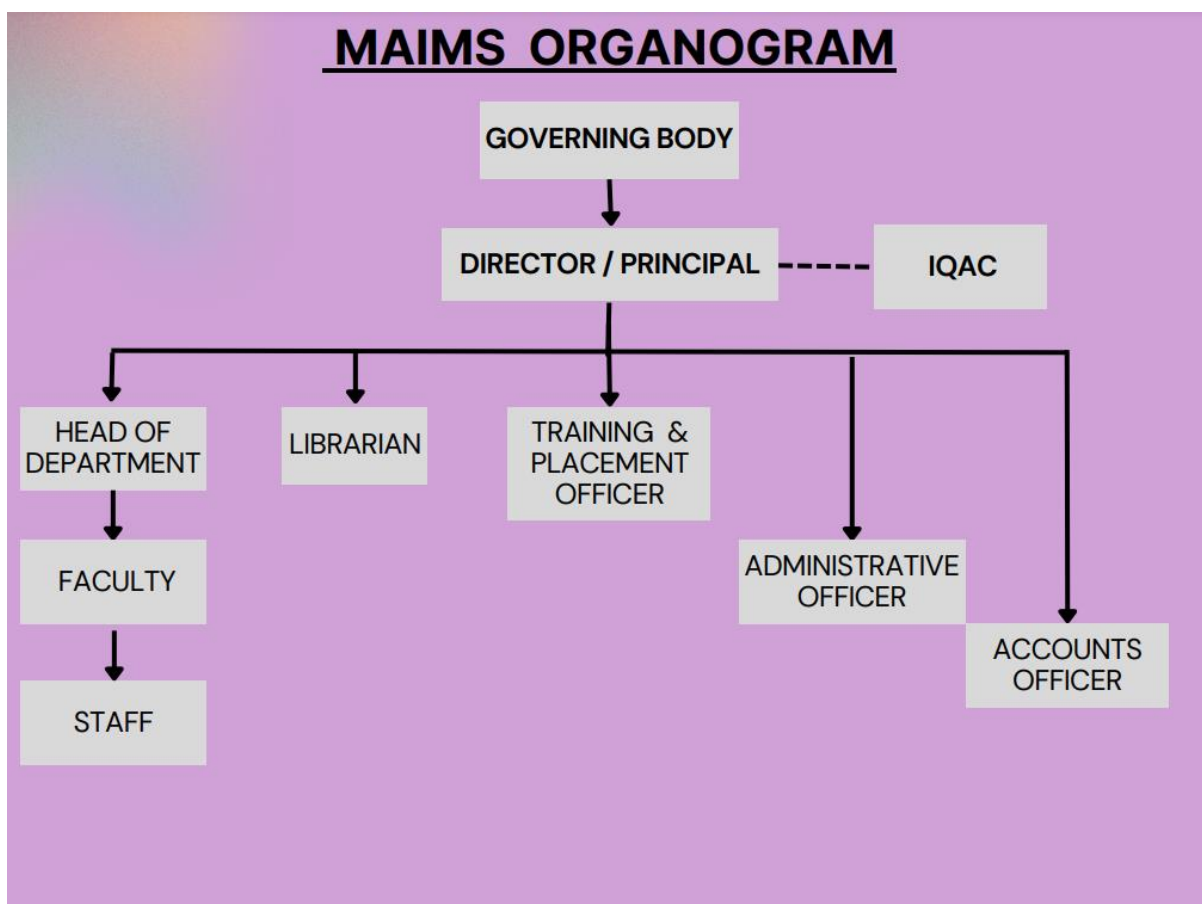 MAIMS ORGANOGRAM
GOVERNING BODY
DIRECTOR / PRINCIPAL
IQAC
HEAD OF
DEPARTMENT
LIBRARIAN
TRAINING &
PLACEMENT
OFFICER
FACULTY
ADMINISTRATIVE
OFFICER
ACCOUNTS
OFFICER
STAFF